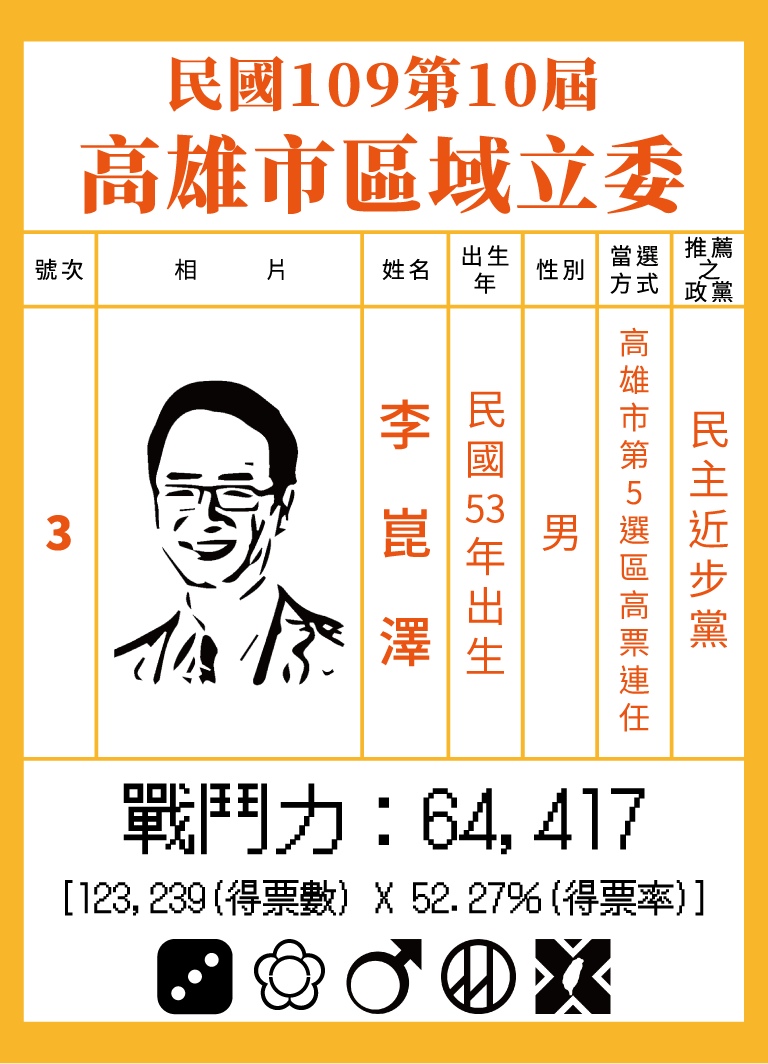 民國109第10屆
高雄市區域立委
號次
相片
姓名
出生
年
性別
當選
方式
推薦
之
政黨
3
李崑澤
民國53年出生
男
高雄市第5選區高票連任
民主近步黨
戰鬥力：64,417
[123,239(得票數) X 52.27%(得票率)]